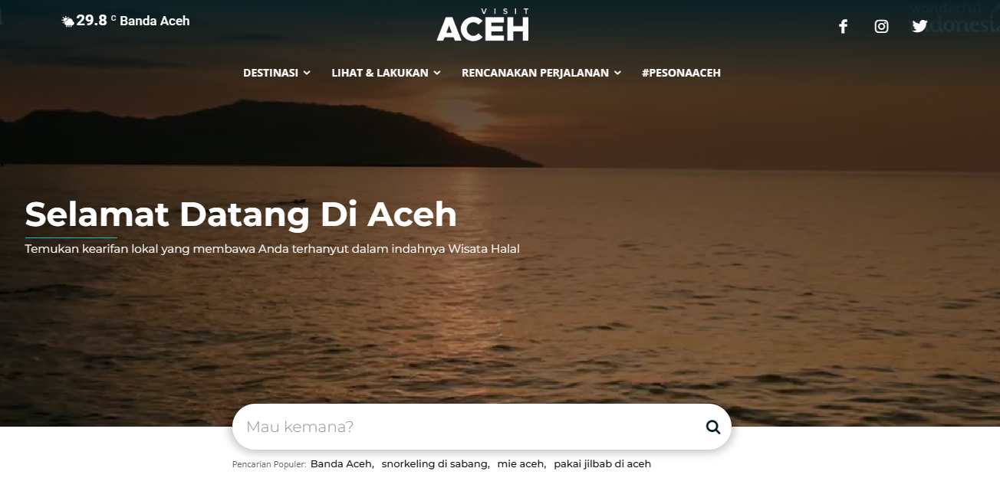 29.8 C Banda Aceh
VISIT
ACEH
wonderful
indonesia
DESTINASI
LIHAT & LAKUKAN
RENCANAKAN PERJALANAN
#PESONAACEH
Selamat Datang Di Aceh
Temukan kearifan lokal yang membawa Anda terhanyut dalam indahnya Wisata Halal
Mau kemana?
Pencarian Populer: Banda Aceh, snorkeling di sabang, mie aceh, pakai jilbab di aceh